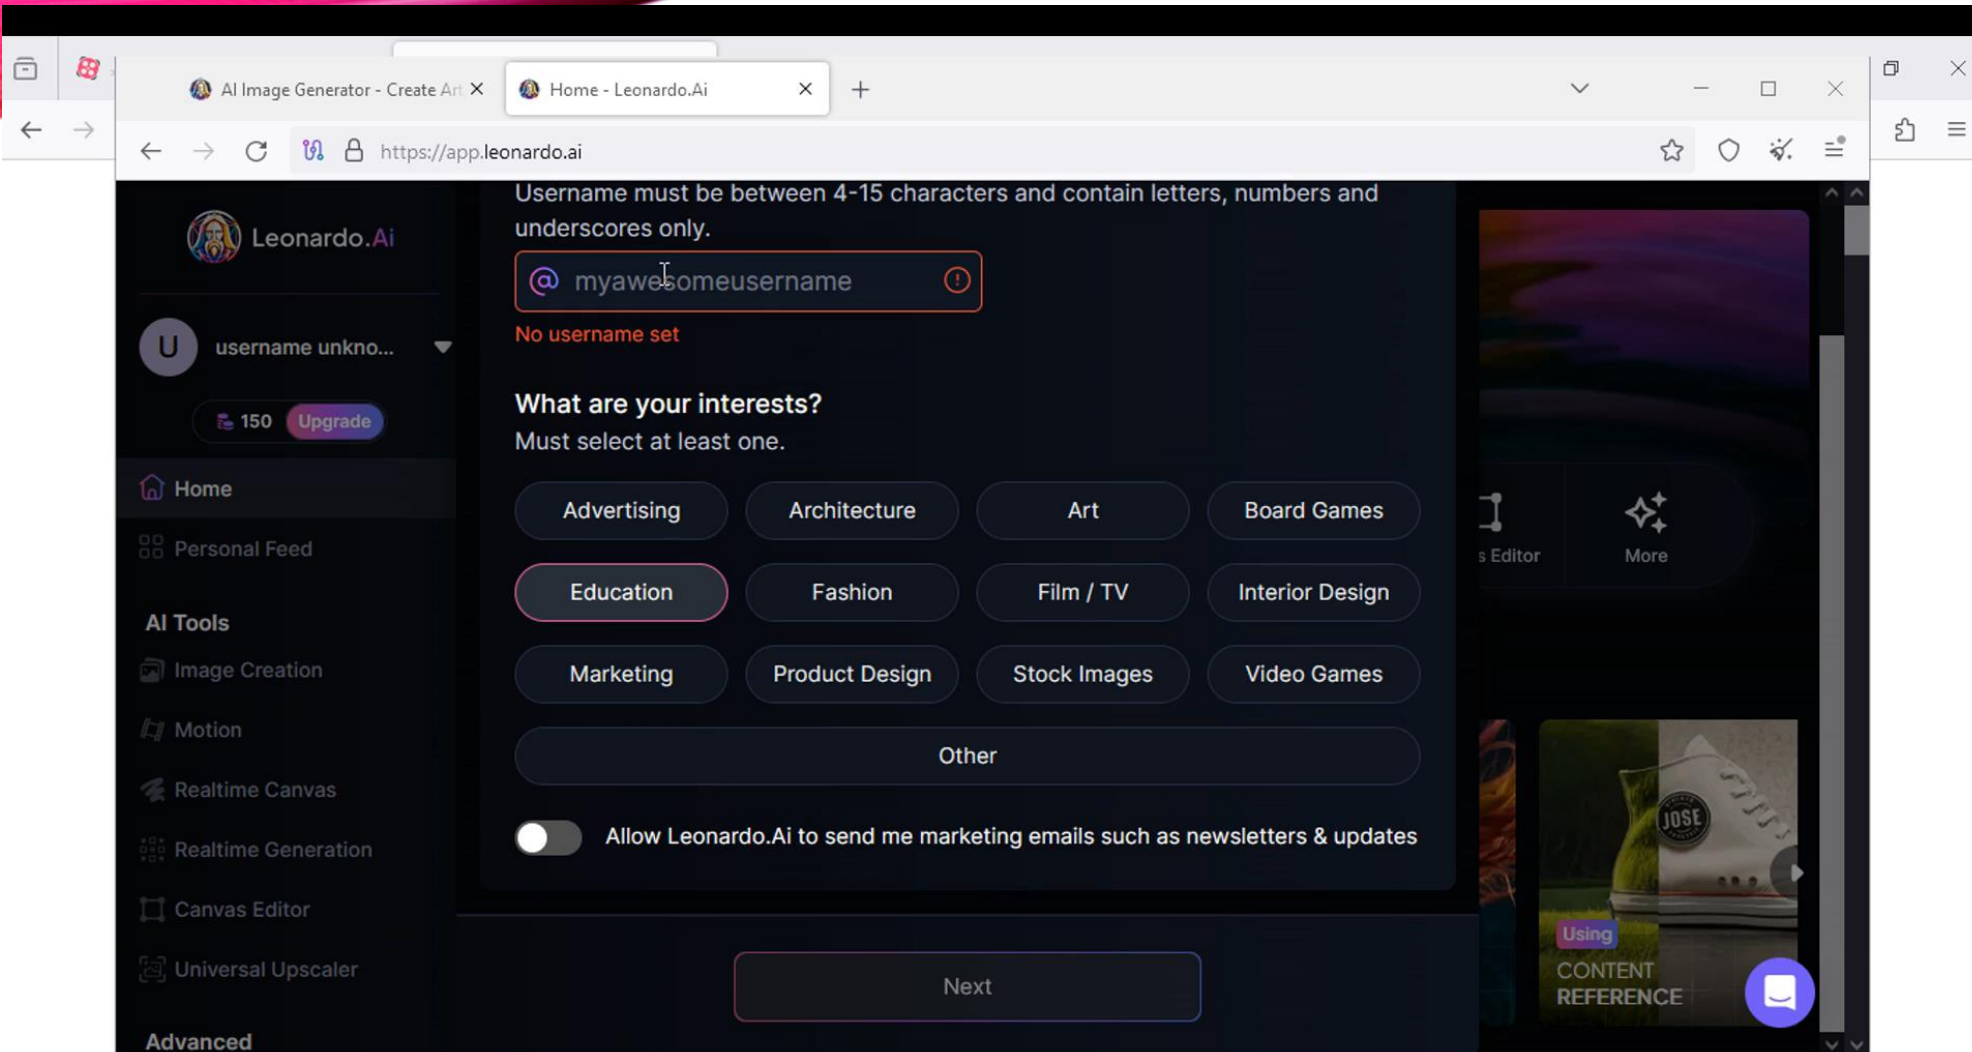 AI Image Generator - Create Art
Home - Leonardo.Ai
https://app.leonardo.ai
Leonardo.Ai
U
username unkno...
150
Upgrade
Home
Personal Feed
AI Tools
Image Creation
Motion
Realtime Canvas
Realtime Generation
Canvas Editor
Universal Upscaler
Advanced
Username must be between 4-15 characters and contain letters, numbers and
underscores only.
@ myawesomeusername
No username set
What are your interests?
Must select at least one.
Advertising
Architecture
Art
Board Games
Education
Fashion
Film / TV
Interior Design
Marketing
Product Design
Stock Images
Video Games
Other
Allow Leonardo.Ai to send me marketing emails such as newsletters & updates
Next
s Editor
More
JOSE
Using
CONTENT
REFERENCE